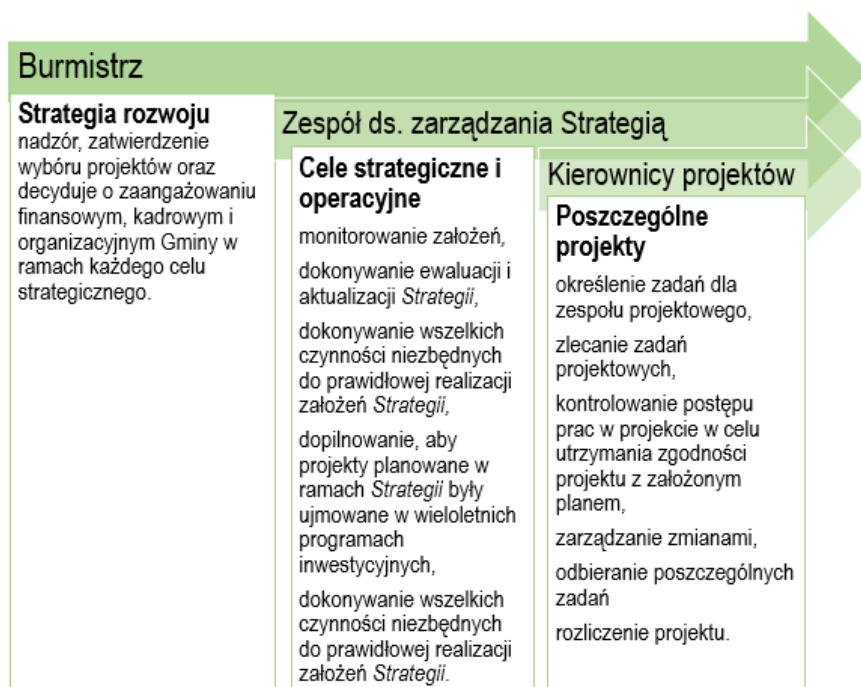 Burmistrz
Strategia rozwoju
nadzór, zatwierdzenie
wybóru projektów oraz
decyduje o zaangażowaniu
finansowym, kadrowym i
organizacyjnym Gminy w
ramach każdego celu
strategicznego.
Zespół ds. zarządzania Strategią
Cele strategiczne i
operacyjne
monitorowanie założeń,
dokonywanie ewaluacji i
aktualizacji Strategii,
dokonywanie wszelkich
czynności niezbędnych
do prawidłowej realizacji
założeń Strategii,
dopilnowanie, aby
projekty planowane w
ramach Strategii były
ujmowane w wieloletnich
programach
inwestycyjnych,
dokonywanie wszelkich
czynności niezbędnych
do prawidłowej realizacji
założeń Strategii.
Kierownicy projektów
Poszczególne
projekty
określenie zadań dla
zespołu projektowego,
zlecanie zadań
projektowych,
kontrolowanie postępu
prac w projekcie w celu
utrzymania zgodności
projektu z założonym
planem,
zarządzanie zmianami,
odbieranie poszczególnych
zadań
rozliczenie projektu.